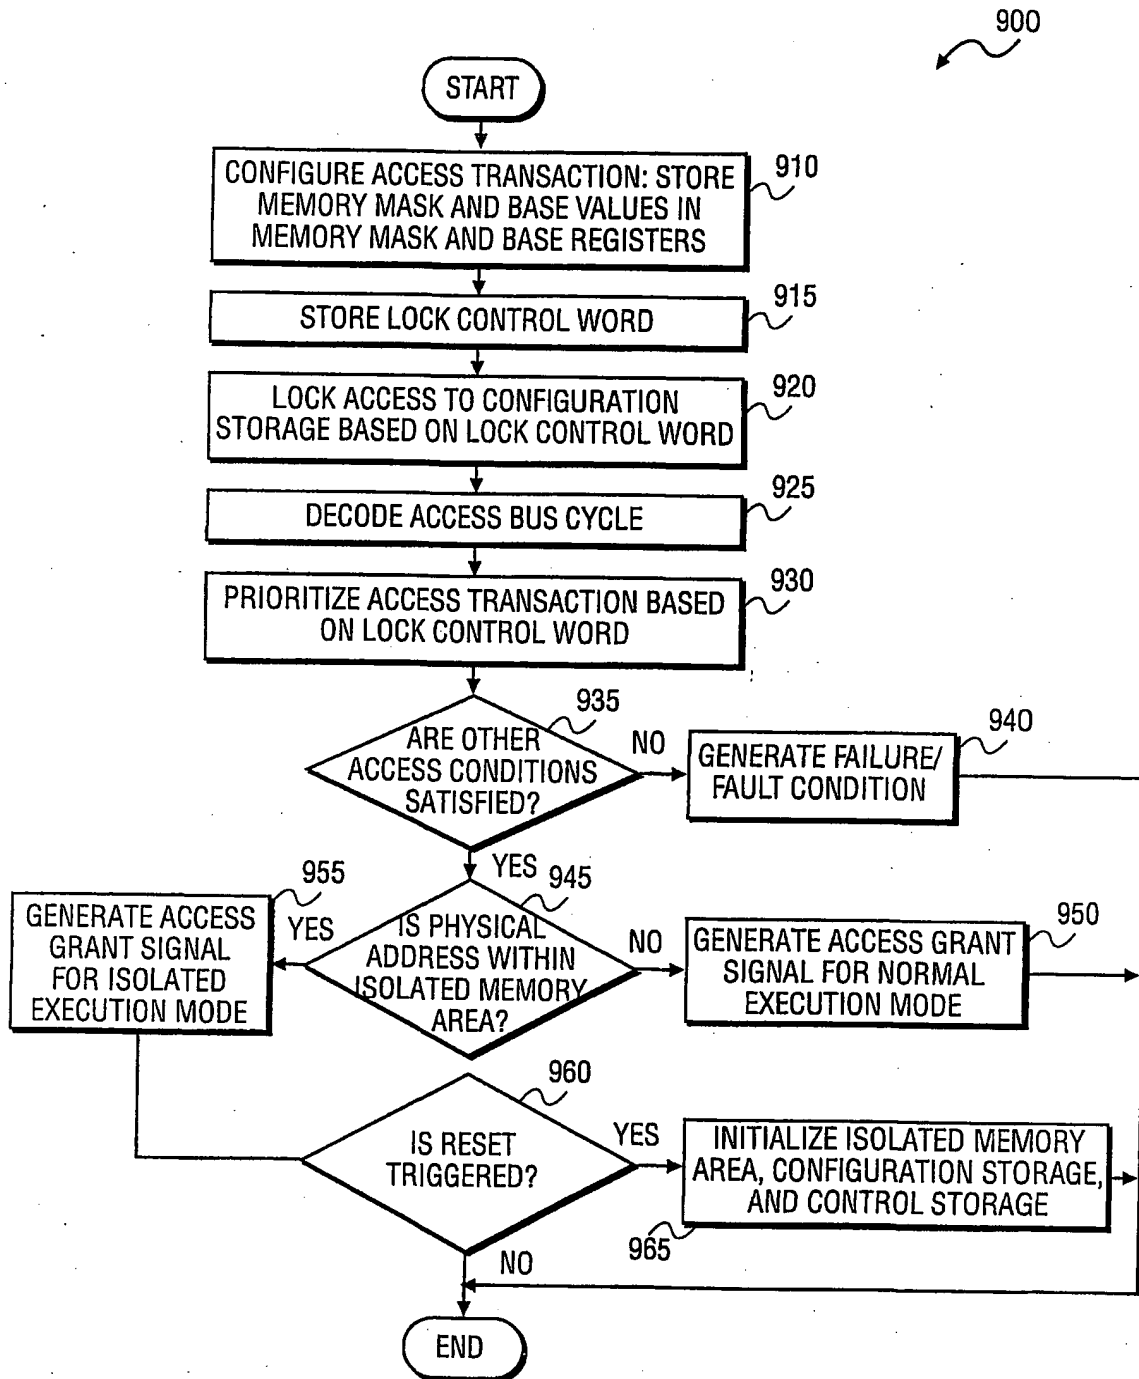 900
START
CONFIGURE ACCESS TRANSACTION: STORE
MEMORY MASK AND BASE VALUES IN
MEMORY MASK AND BASE REGISTERS
910
STORE LOCK CONTROL WORD
915
LOCK ACCESS TO CONFIGURATION
STORAGE BASED ON LOCK CONTROL WORD
920
DECODE ACCESS BUS CYCLE
925
PRIORITIZE ACCESS TRANSACTION BASED
ON LOCK CONTROL WORD
930
ARE OTHER
ACCESS CONDITIONS
SATISFIED?
935
NO
GENERATE FAILURE/
FAULT CONDITION
940
YES
IS PHYSICAL
ADDRESS WITHIN
ISOLATED MEMORY
AREA?
945
YES
GENERATE ACCESS
GRANT SIGNAL
FOR ISOLATED
EXECUTION MODE
955
NO
GENERATE ACCESS GRANT
SIGNAL FOR NORMAL
EXECUTION MODE
950
IS RESET
TRIGGERED?
960
YES
INITIALIZE ISOLATED MEMORY
AREA, CONFIGURATION STORAGE,
AND CONTROL STORAGE
965
NO
END